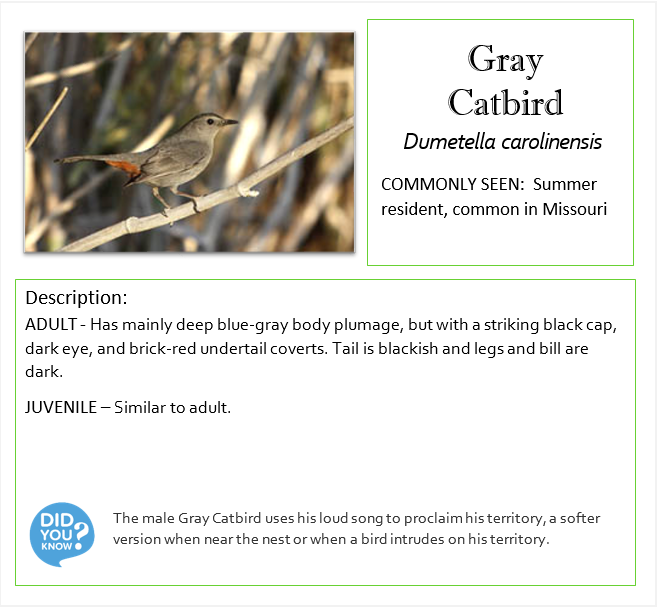 Gray
Catbird
Dumetella carolinensis
COMMONLY SEEN: Summer
resident, common in Missouri
Description:
ADULT - Has mainly deep blue-gray body plumage, but with a striking black cap,
dark eye, and brick-red undertail coverts. Tail is blackish and legs and bill are
dark.
JUVENILE – Similar to adult.
DID
YOU
KNOW?
The male Gray Catbird uses his loud song to proclaim his territory, a softer
version when near the nest or when a bird intrudes on his territory.